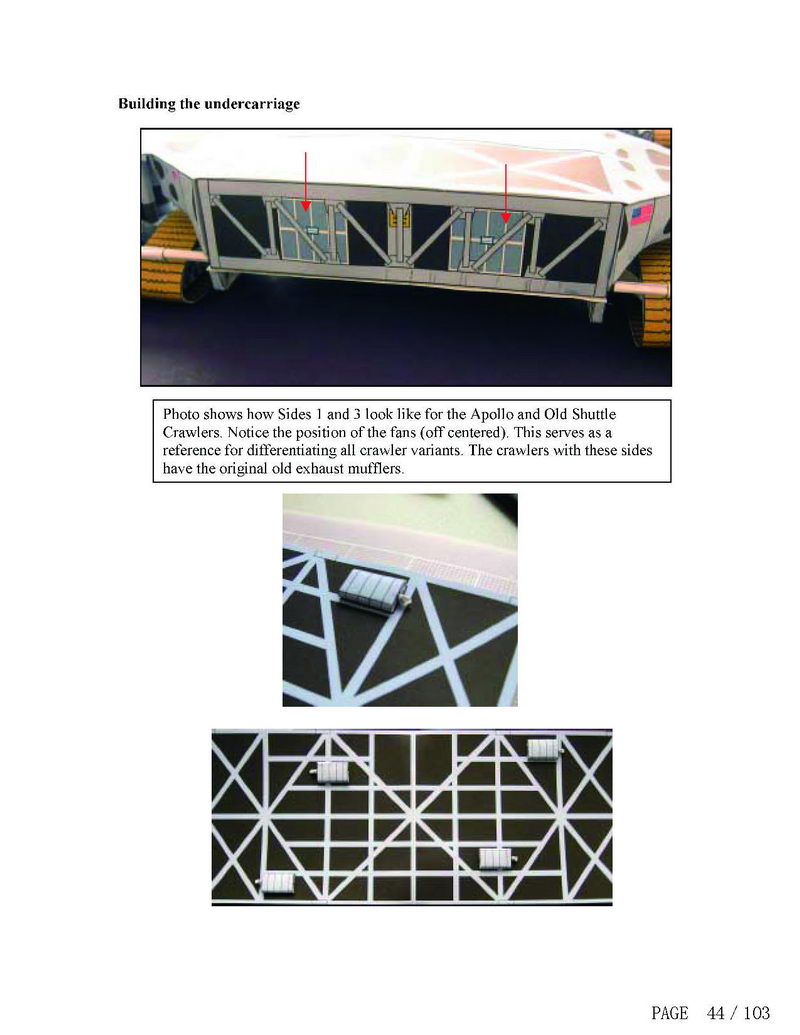 Building the undercarriage
Photo shows how Sides 1 and 3 look like for the Apollo and Old Shuttle
Crawlers. Notice the position of the fans (off centered). This serves as a
reference for differentiating all crawler variants. The crawlers with these sides
have the original old exhaust mufflers.
PAGE 44 / 103